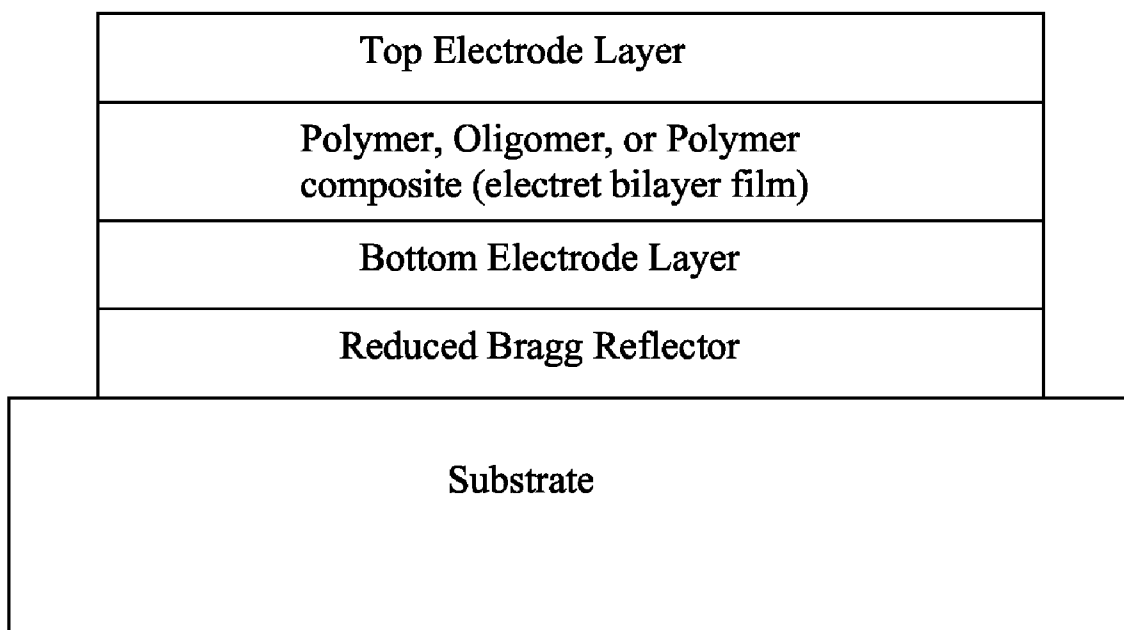 Top Electrode Layer
Polymer, Oligomer, or Polymer
composite (electret bilayer film)
Bottom Electrode Layer
Reduced Bragg Reflector
Substrate